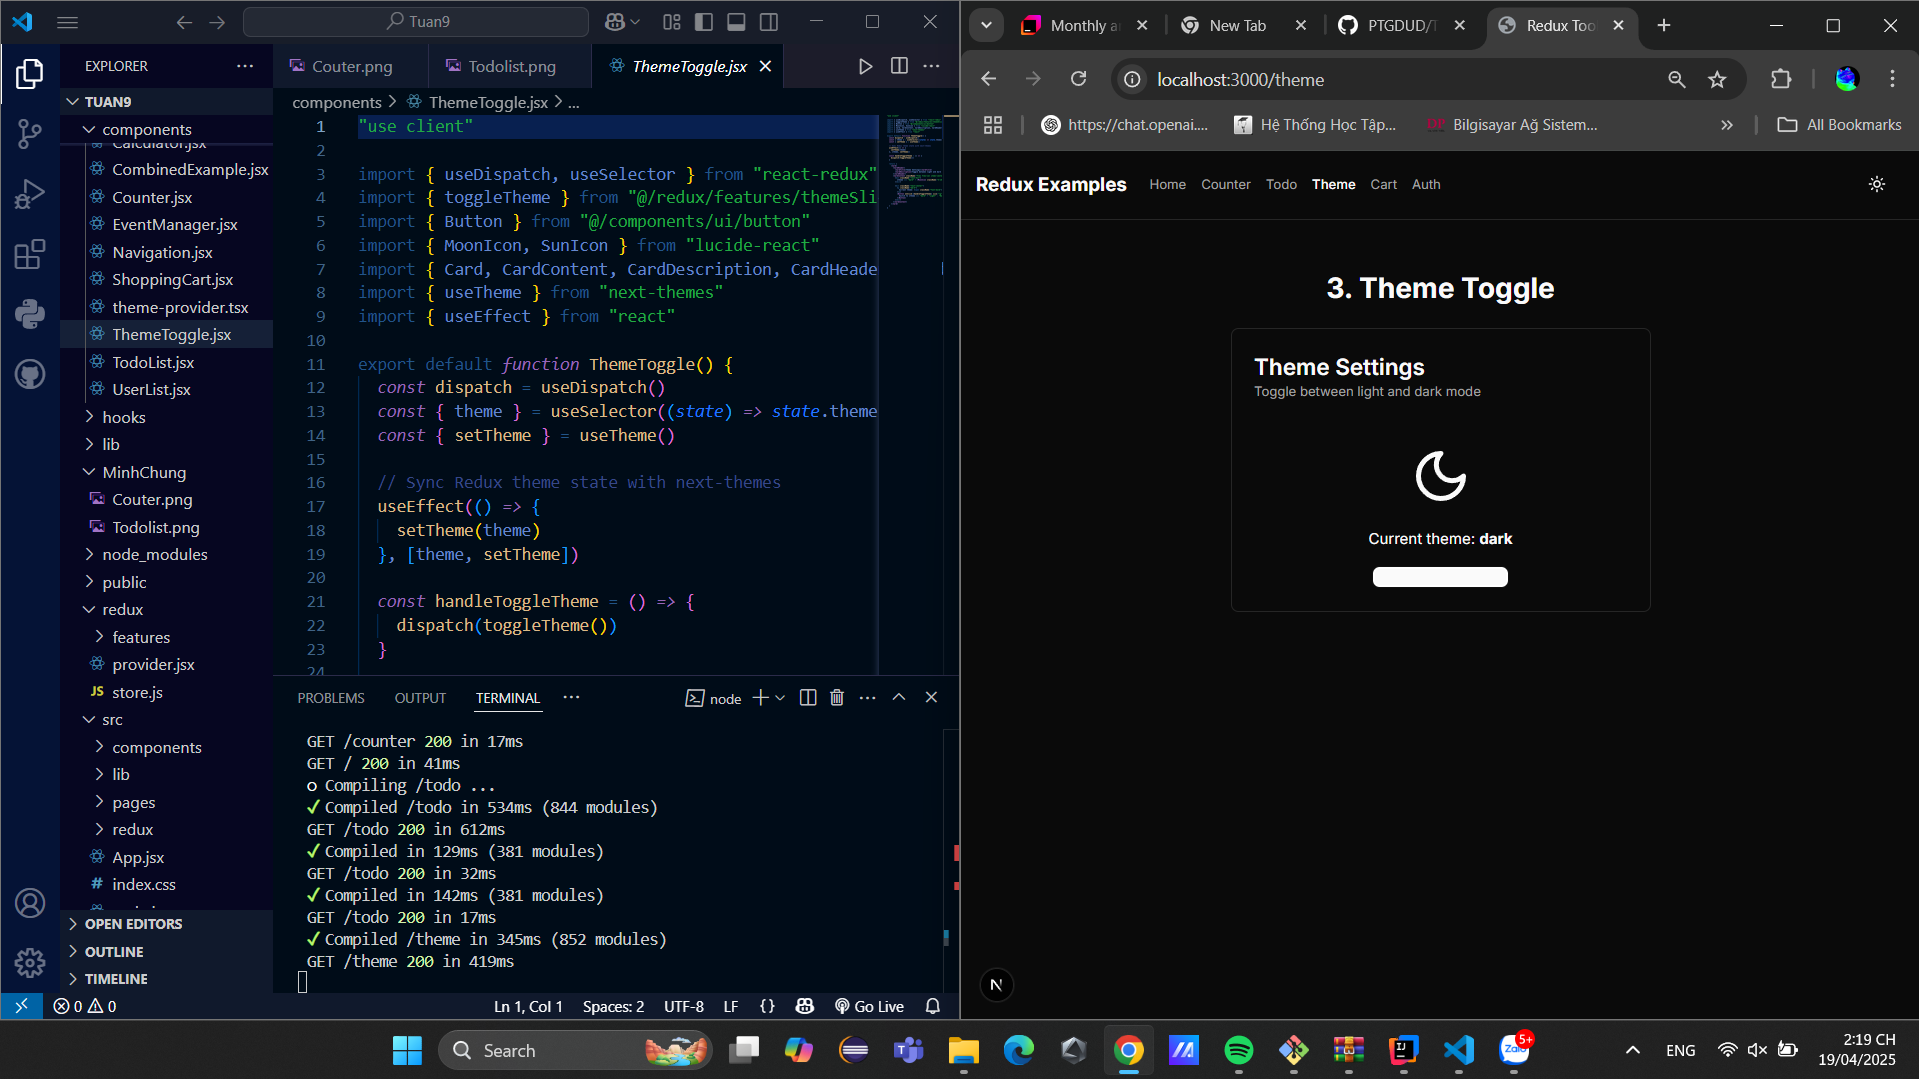 Tuan9
EXPLORER
TUAN9
components
Calculator.jsx
CombinedExample.jsx
Counter.jsx
EventManager.jsx
Navigation.jsx
ShoppingCart.jsx
theme-provider.tsx
ThemeToggle.jsx
TodoList.jsx
UserList.jsx
hooks
lib
MinhChung
Couter.png
Todolist.png
node_modules
public
redux
features
provider.jsx
JS store.js
src
components
lib
pages
redux
App.jsx
# index.css
OPEN EDITORS
OUTLINE
TIMELINE
Couter.png
Todolist.png
ThemeToggle.jsx
components > ThemeToggle.jsx > ...
1 "use client"
2
3 import { useDispatch, useSelector } from "react-redux"
4 import { toggleTheme } from "@/redux/features/themeSli
5 import { Button } from "@/components/ui/button"
6 import { MoonIcon, SunIcon } from "lucide-react"
7 import { Card, CardContent, CardDescription, CardHeade
8 import { useTheme } from "next-themes"
9 import { useEffect } from "react"
10
11 export default function ThemeToggle() {
12 const dispatch = useDispatch()
13 const { theme } = useSelector((state) => state.theme
14 const { setTheme } = useTheme()
15
16 // Sync Redux theme state with next-themes
17 useEffect(() => {
18 setTheme(theme)
19 }, [theme, setTheme])
20
21 const handleToggleTheme = () => {
22 dispatch(toggleTheme())
23 }
24
PROBLEMS OUTPUT TERMINAL ... node
GET /counter 200 in 17ms
GET / 200 in 41ms
○ Compiling /todo ...
✓ Compiled /todo in 534ms (844 modules)
GET /todo 200 in 612ms
✓ Compiled in 129ms (381 modules)
GET /todo 200 in 32ms
✓ Compiled in 142ms (381 modules)
GET /todo 200 in 17ms
✓ Compiled /theme in 345ms (852 modules)
GET /theme 200 in 419ms
0 0 Ln 1, Col 1 Spaces: 2 UTF-8 LF {} Go Live
Monthly a New Tab PTGDUD/T Redux Too
localhost:3000/theme
https://chat.openai.... Hệ Thống Học Tập... Bilgisayar Ağ Sistem... All Bookmarks
Redux Examples Home Counter Todo Theme Cart Auth
3. Theme Toggle
Theme Settings
Toggle between light and dark mode
Current theme: dark
N
Search
5+
Zalo
ENG
2:19 CH
19/04/2025